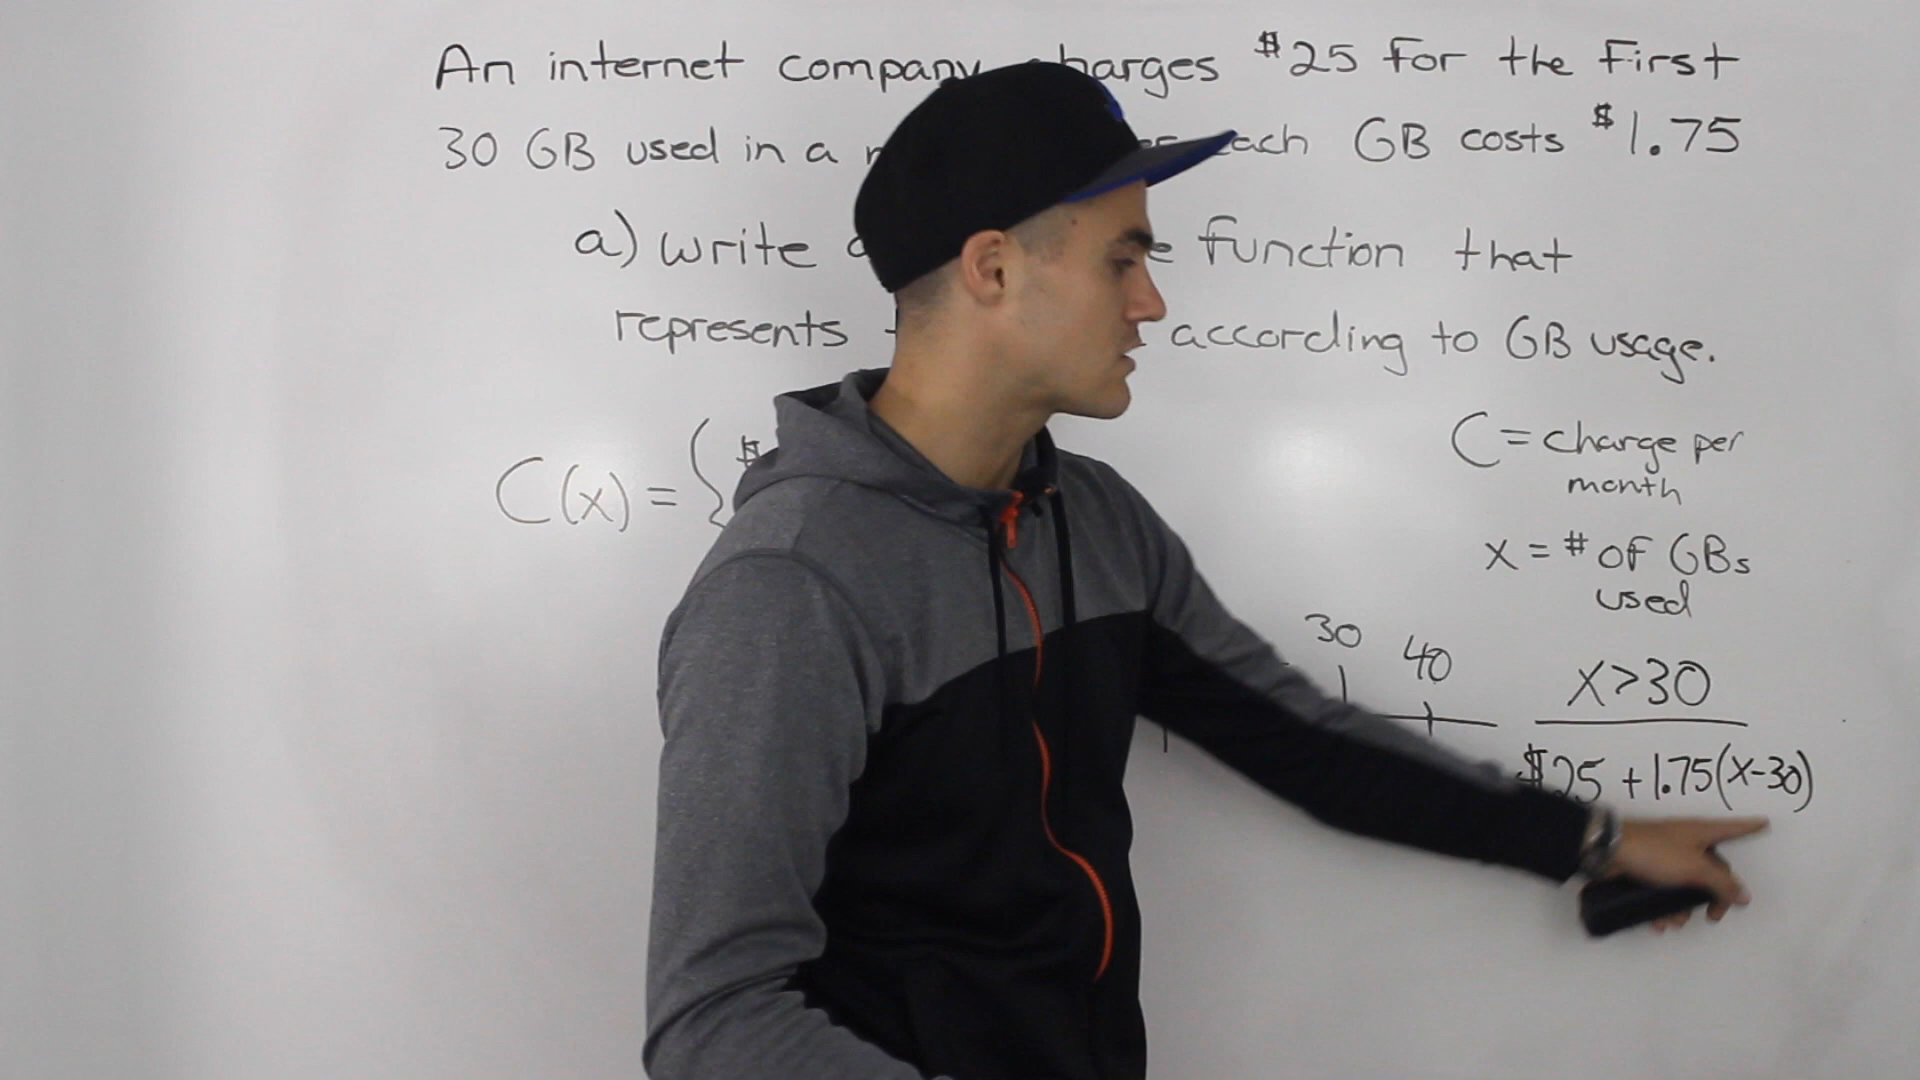 An internet company charges $25 for the first
30 GB used in a each GB costs $1.75
a) write function that
represents according to GB usage.
C(x) = { $
C = charge per
month
x = # of GBs
used
30 40
x>30
$25 + 1.75(x-30)